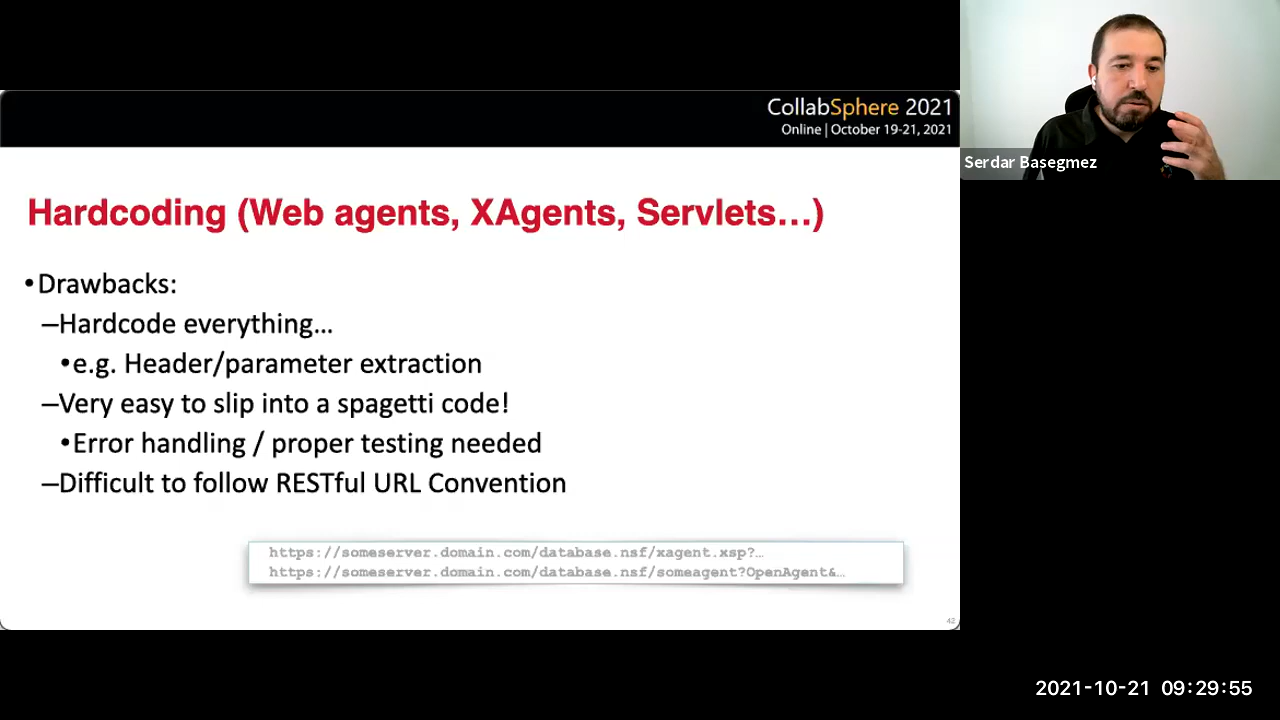 CollabSphere 2021
Online | October 19-21, 2021
Serdar Basegmez
Hardcoding (Web agents, XAgents, Servlets…)
•Drawbacks:
–Hardcode everything…
•e.g. Header/parameter extraction
–Very easy to slip into a spagetti code!
•Error handling / proper testing needed
–Difficult to follow RESTful URL Convention
https://someserver.domain.com/database.nsf/xagent.xsp?…
https://someserver.domain.com/database.nsf/someagent?OpenAgent&…
42
2021-10-21 09:29:55